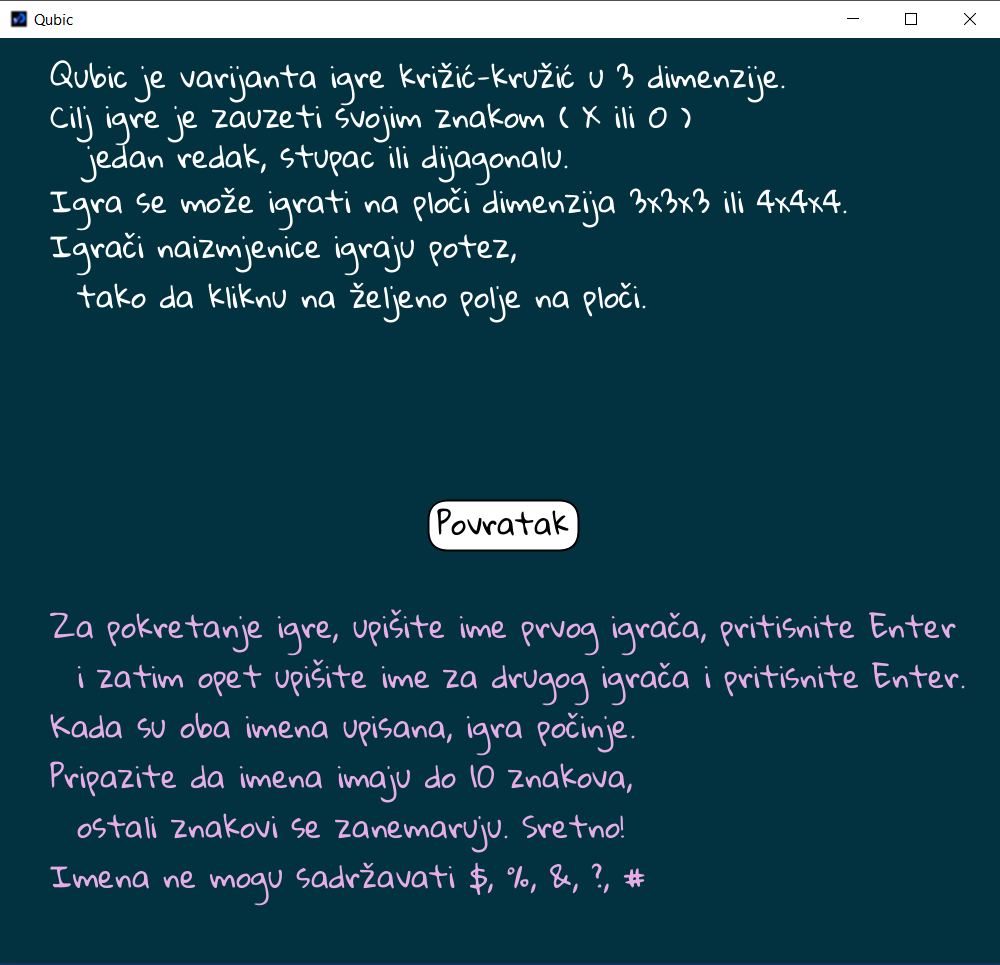 Qubic
Qubic je varijanta igre križić-kružić u 3 dimenzije.
Cilj igre je zauzeti svojim znakom ( X ili O )
jedan redak, stupac ili dijagonalu.
Igra se može igrati na ploči dimenzija 3x3x3 ili 4x4x4.
Igrači naizmjenice igraju potez,
tako da kliknu na željeno polje na ploči.
Povratak
Za pokretanje igre, upišite ime prvog igrača, pritisnite Enter
i zatim opet upišite ime za drugog igrača i pritisnite Enter.
Kada su oba imena upisana, igra počinje.
Pripazite da imena imaju do 10 znakova,
ostali znakovi se zanemaruju. Sretno!
Imena ne mogu sadržavati $, %, &, ?, #